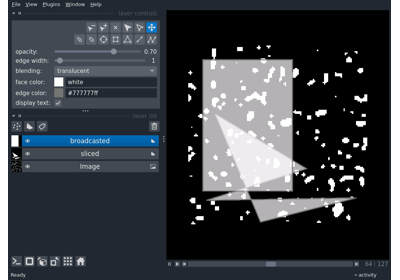 File View Plugins Window Help
layer controls
opacity: 0.70
edge width: 1
blending: translucent
face color: white
edge color: #777777ff
display text:
layer list
broadcasted
sliced
Image
64 127
Ready
activity